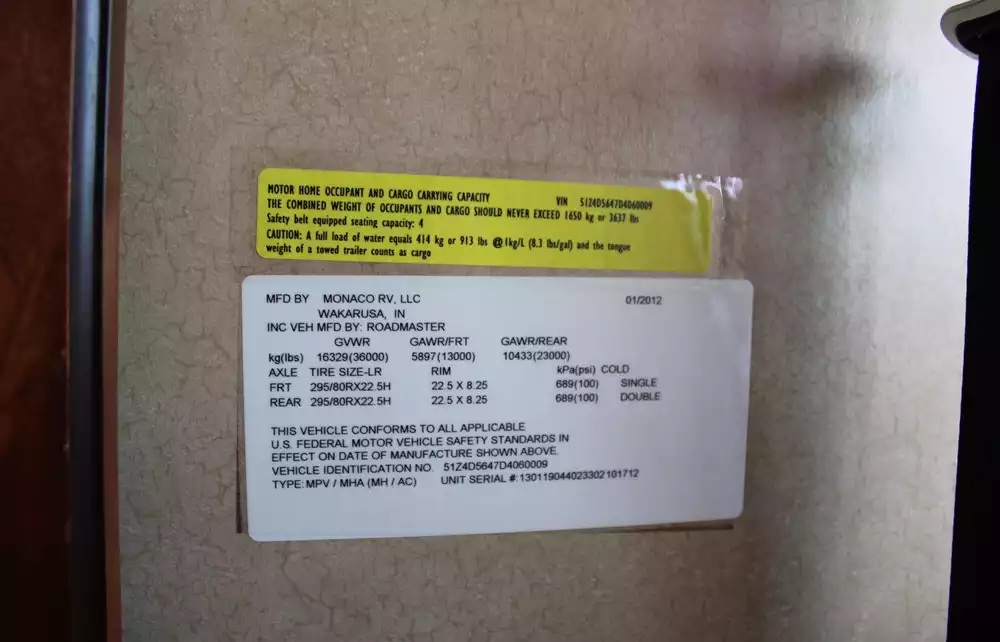 MOTOR HOME OCCUPANT AND CARGO CARRYING CAPACITY VIN 51Z4D5647D4060009
THE COMBINED WEIGHT OF OCCUPANTS AND CARGO SHOULD NEVER EXCEED 1650 kg or 3637 lbs
Safety belt equipped seating capacity: 4
CAUTION: A full load of water equals 414 kg or 913 lbs @ 1kg/L (8.3 lbs/gal) and the tongue
weight of a towed trailer counts as cargo
MFD BY MONACO RV, LLC 01/2012
WAKARUSA, IN
INC VEH MFD BY: ROADMASTER
GVWR GAWR/FRT GAWR/REAR
kg(lbs) 16329(36000) 5897(13000) 10433(23000)
AXLE TIRE SIZE-LR RIM kPa(psi) COLD
FRT 295/80RX22.5H 22.5 X 8.25 689(100) SINGLE
REAR 295/80RX22.5H 22.5 X 8.25 689(100) DOUBLE
THIS VEHICLE CONFORMS TO ALL APPLICABLE
U.S. FEDERAL MOTOR VEHICLE SAFETY STANDARDS IN
EFFECT ON DATE OF MANUFACTURE SHOWN ABOVE.
VEHICLE IDENTIFICATION NO. 51Z4D5647D4060009
TYPE: MPV / MHA (MH / AC) UNIT SERIAL #: 130119044023302 101712